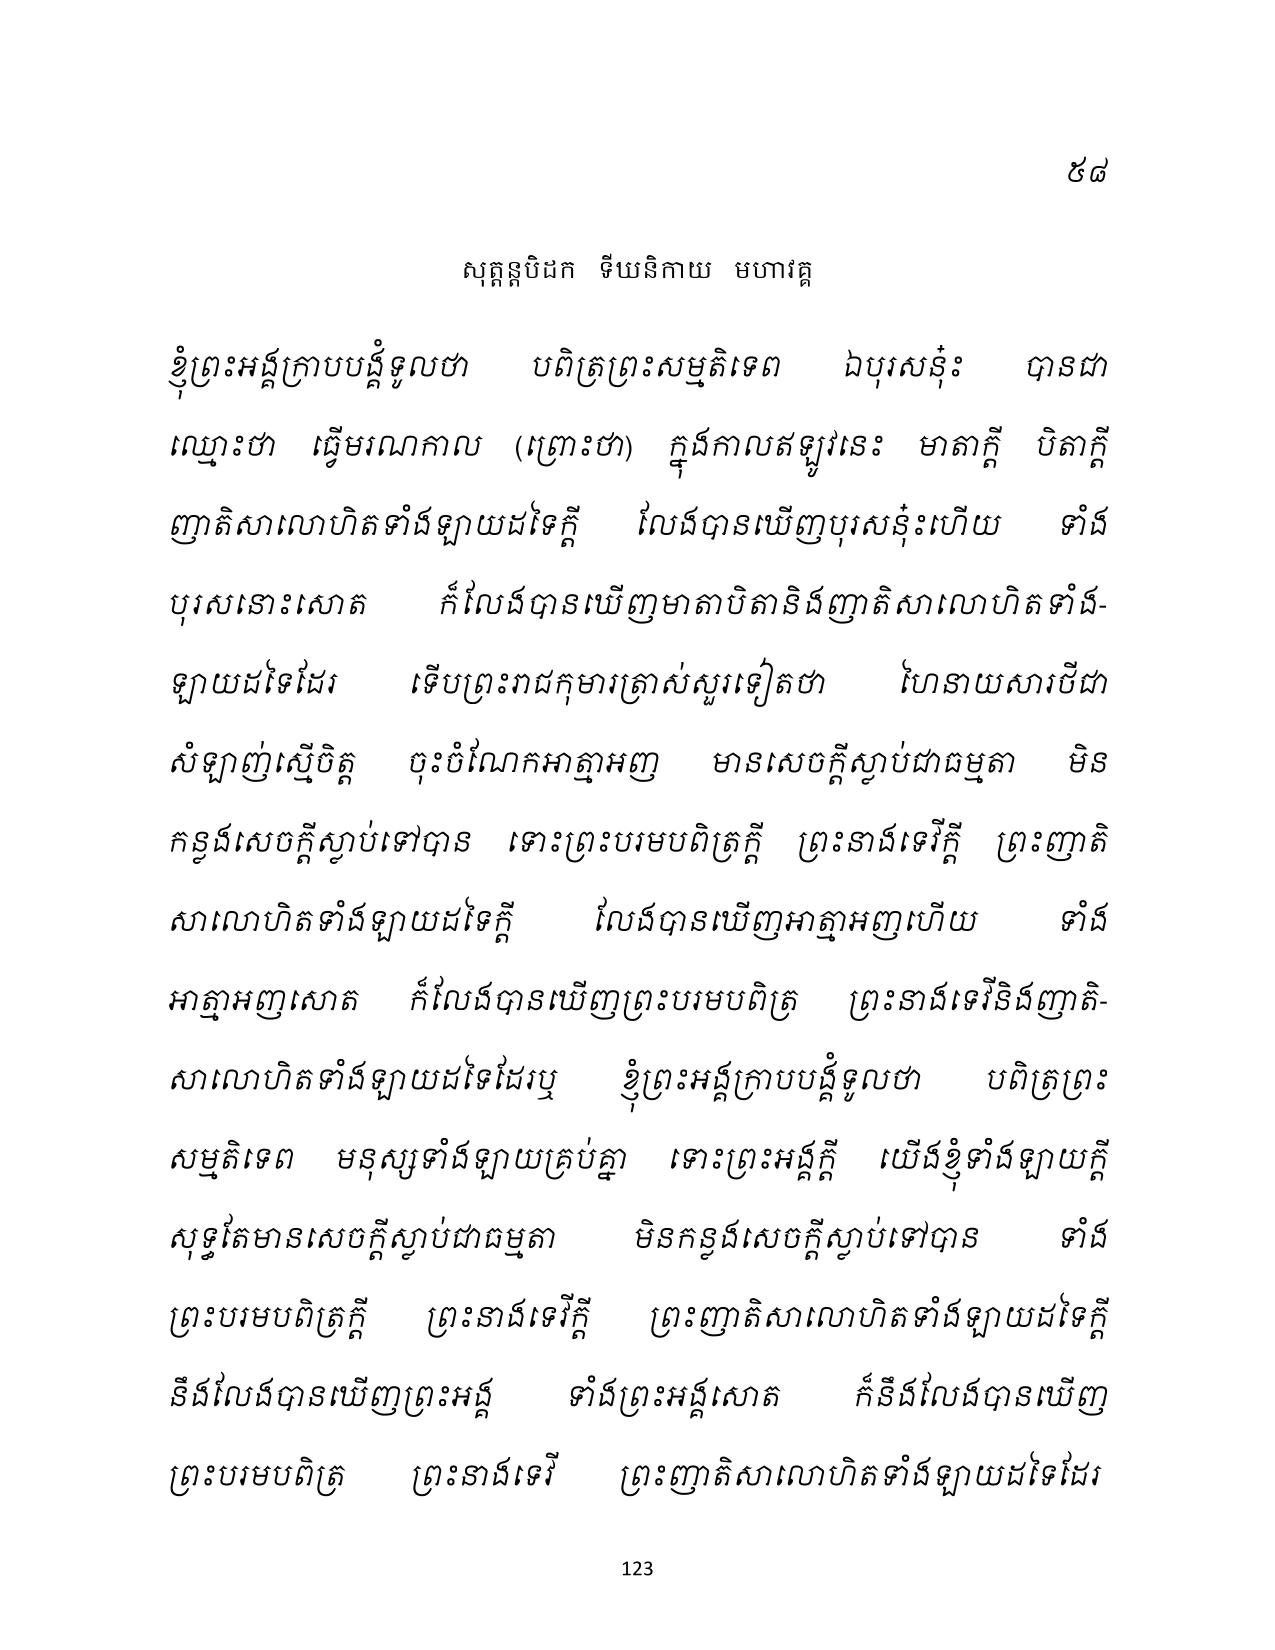 ៥៨
សុត្តន្តបិដក ទីឃនិកាយ មហាវគ្គ
ខ្ញុំព្រះអង្គក្រាបបង្គំទូលថា បពិត្រព្រះសម្មតិទេព ឯបុរសនុ៎ះ បានជា
ឈ្មោះថា ធ្វើមរណកាល (ព្រោះថា) ក្នុងកាលឥឡូវនេះ មាតាក្តី បិតាក្តី
ញាតិសាលោហិតទាំងឡាយដទៃក្តី លែងបានឃើញបុរសនុ៎ះហើយ ទាំង
បុរសនោះសោត ក៏លែងបានឃើញមាតាបិតានិងញាតិសាលោហិតទាំង-
ឡាយដទៃដែរ ទើបព្រះរាជកុមារត្រាស់សួរទៀតថា ហៃនាយសារថីជា
សំឡាញ់ស្មើចិត្ត ចុះចំណែកអាត្មាអញ មានសេចក្តីស្លាប់ជាធម្មតា មិន
កន្លងសេចក្តីស្លាប់ទៅបាន ទោះព្រះបរមបពិត្រក្តី ព្រះនាងទេវីក្តី ព្រះញាតិ
សាលោហិតទាំងឡាយដទៃក្តី លែងបានឃើញអាត្មាអញហើយ ទាំង
អាត្មាអញសោត ក៏លែងបានឃើញព្រះបរមបពិត្រ ព្រះនាងទេវីនិងញាតិ-
សាលោហិតទាំងឡាយដទៃដែរឬ ខ្ញុំព្រះអង្គក្រាបបង្គំទូលថា បពិត្រព្រះ
សម្មតិទេព មនុស្សទាំងឡាយគ្រប់គ្នា ទោះព្រះអង្គក្តី យើងខ្ញុំទាំងឡាយក្តី
សុទ្ធតែមានសេចក្តីស្លាប់ជាធម្មតា មិនកន្លងសេចក្តីស្លាប់ទៅបាន ទាំង
ព្រះបរមបពិត្រក្តី ព្រះនាងទេវីក្តី ព្រះញាតិសាលោហិតទាំងឡាយដទៃក្តី
នឹងលែងបានឃើញព្រះអង្គ ទាំងព្រះអង្គសោត ក៏នឹងលែងបានឃើញ
ព្រះបរមបពិត្រ ព្រះនាងទេវី ព្រះញាតិសាលោហិតទាំងឡាយដទៃដែរ
123